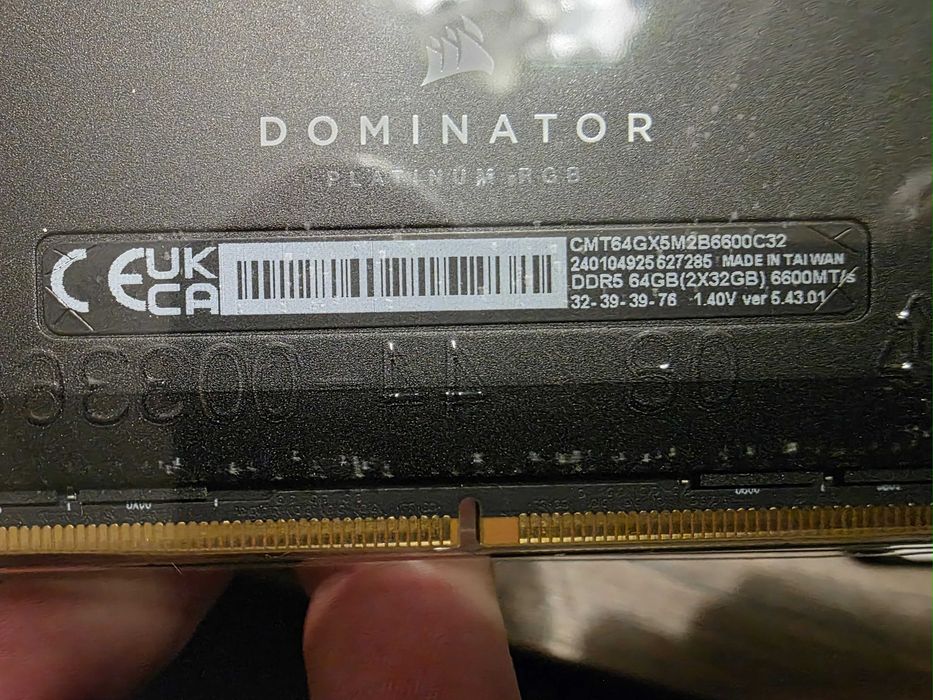 DOMINATOR
PLATINUM RGB
CE UK
CA
CMT64GX5M2B6600C32
240104925627285 MADE IN TAIWAN
DDR5 64GB(2X32GB) 6600MT/s
32-39-39-76 1.40V ver 5.43.01